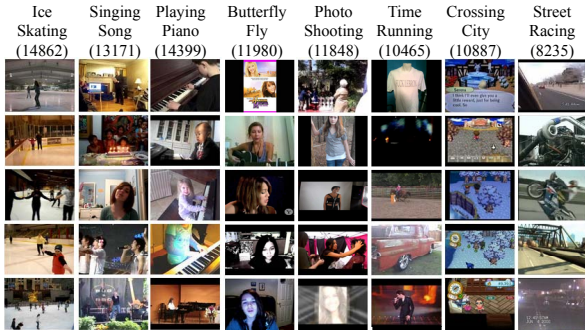 Ice Skating (14862)
Singing Song (13171)
Playing Piano (14399)
Butterfly Fly (11980)
Photo Shooting (11848)
Time Running (10465)
Crossing City (10887)
Street Racing (8235)